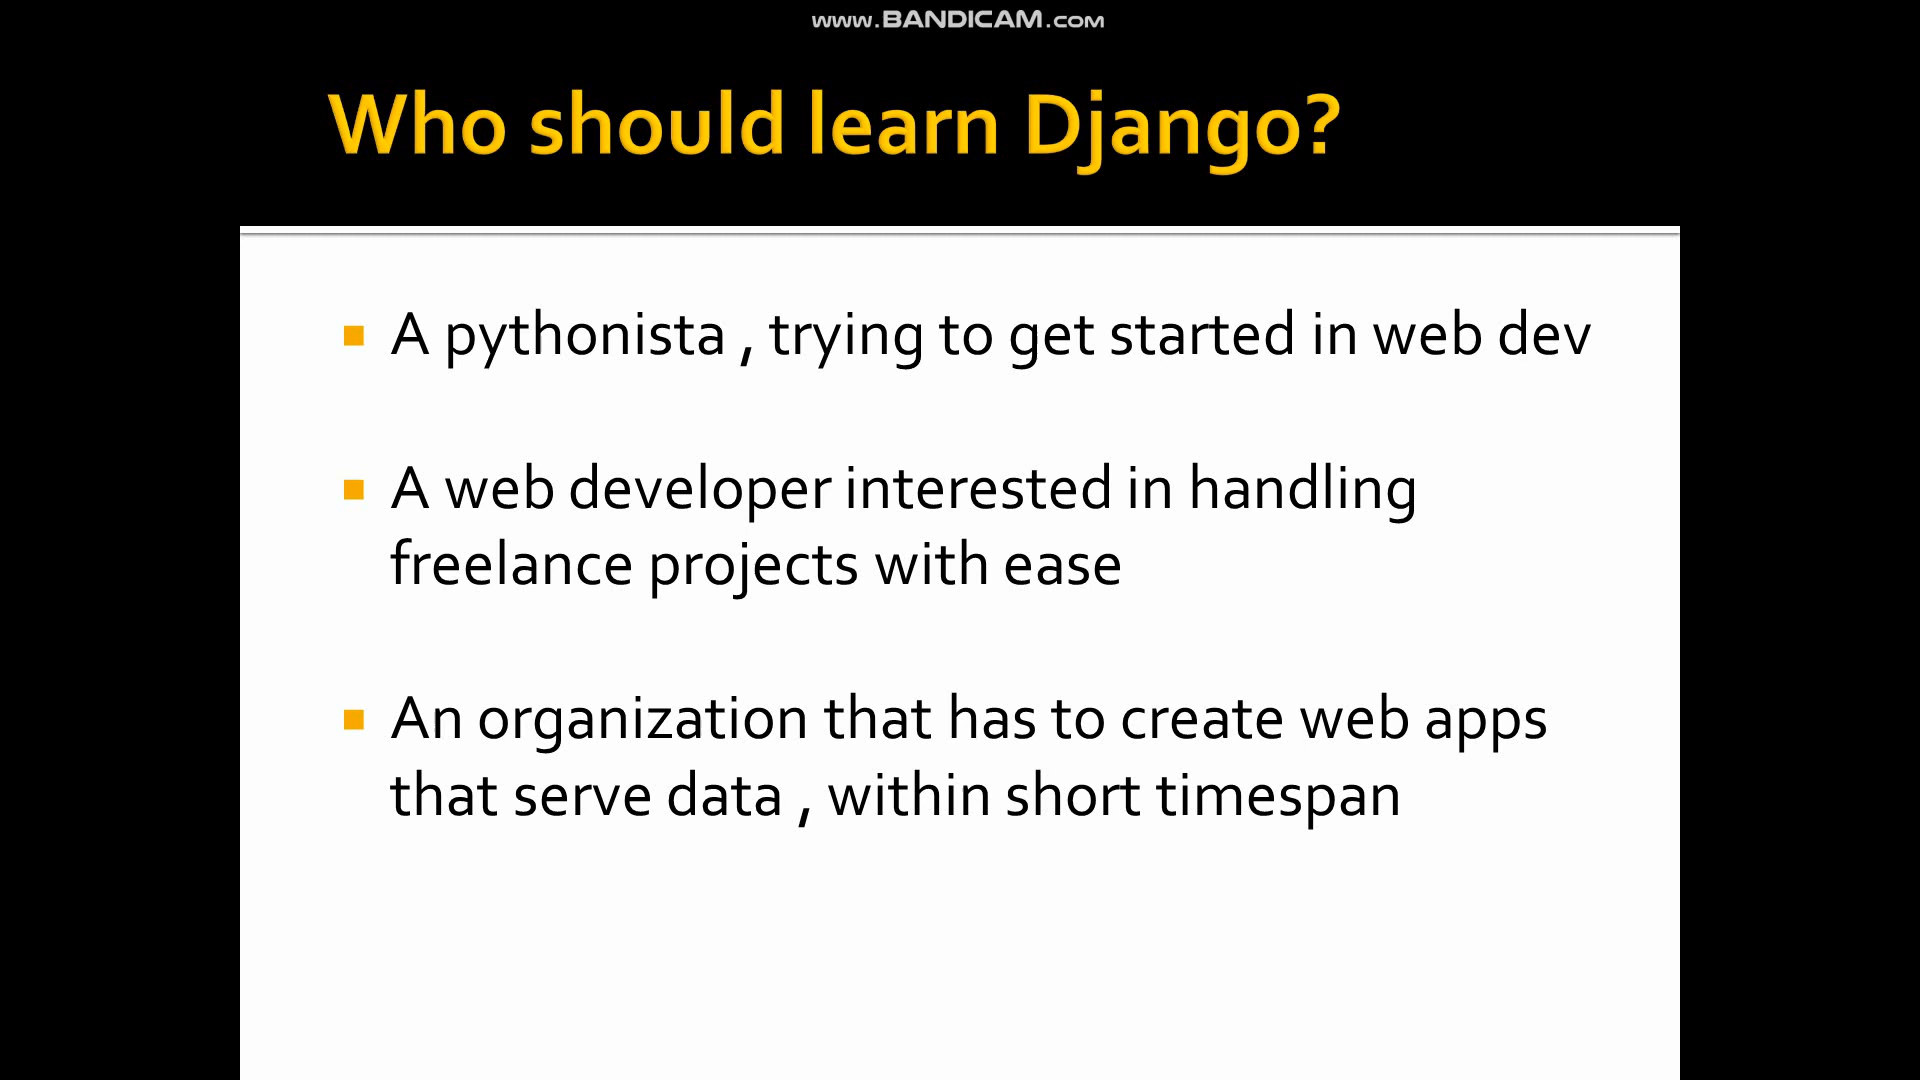 www.BANDICAM.com
Who should learn Django?
A pythonista , trying to get started in web dev
A web developer interested in handling
freelance projects with ease
An organization that has to create web apps
that serve data , within short timespan